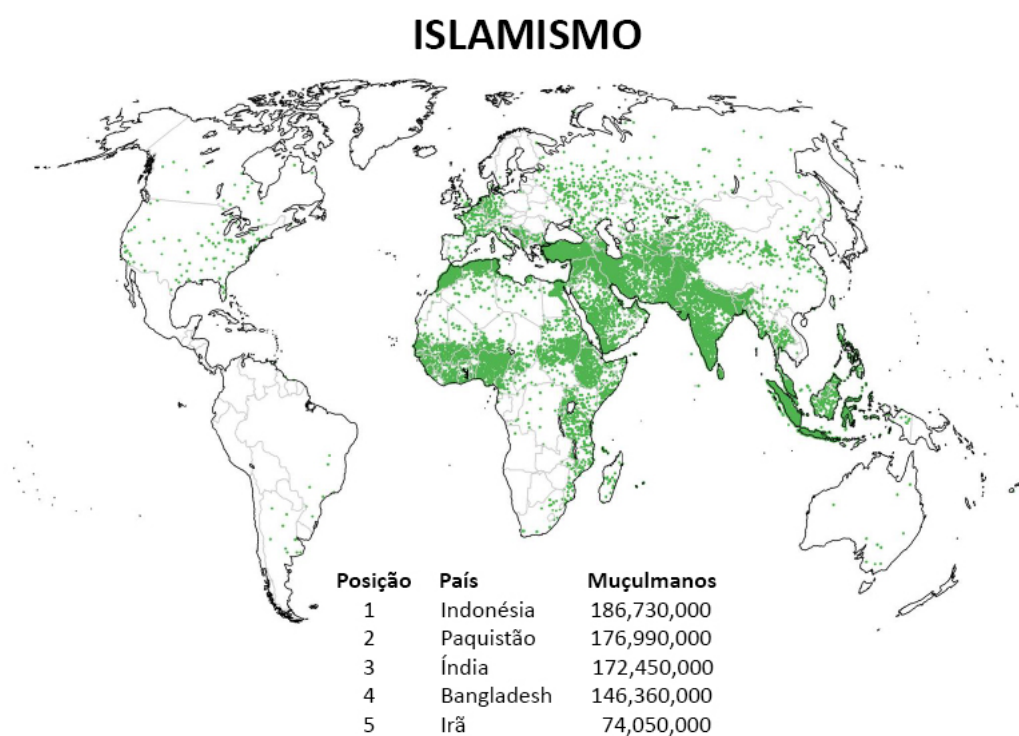 ISLAMISMO
Posição País Muçulmanos
1 Indonésia 186,730,000
2 Paquistão 176,990,000
3 Índia 172,450,000
4 Bangladesh 146,360,000
5 Irã 74,050,000